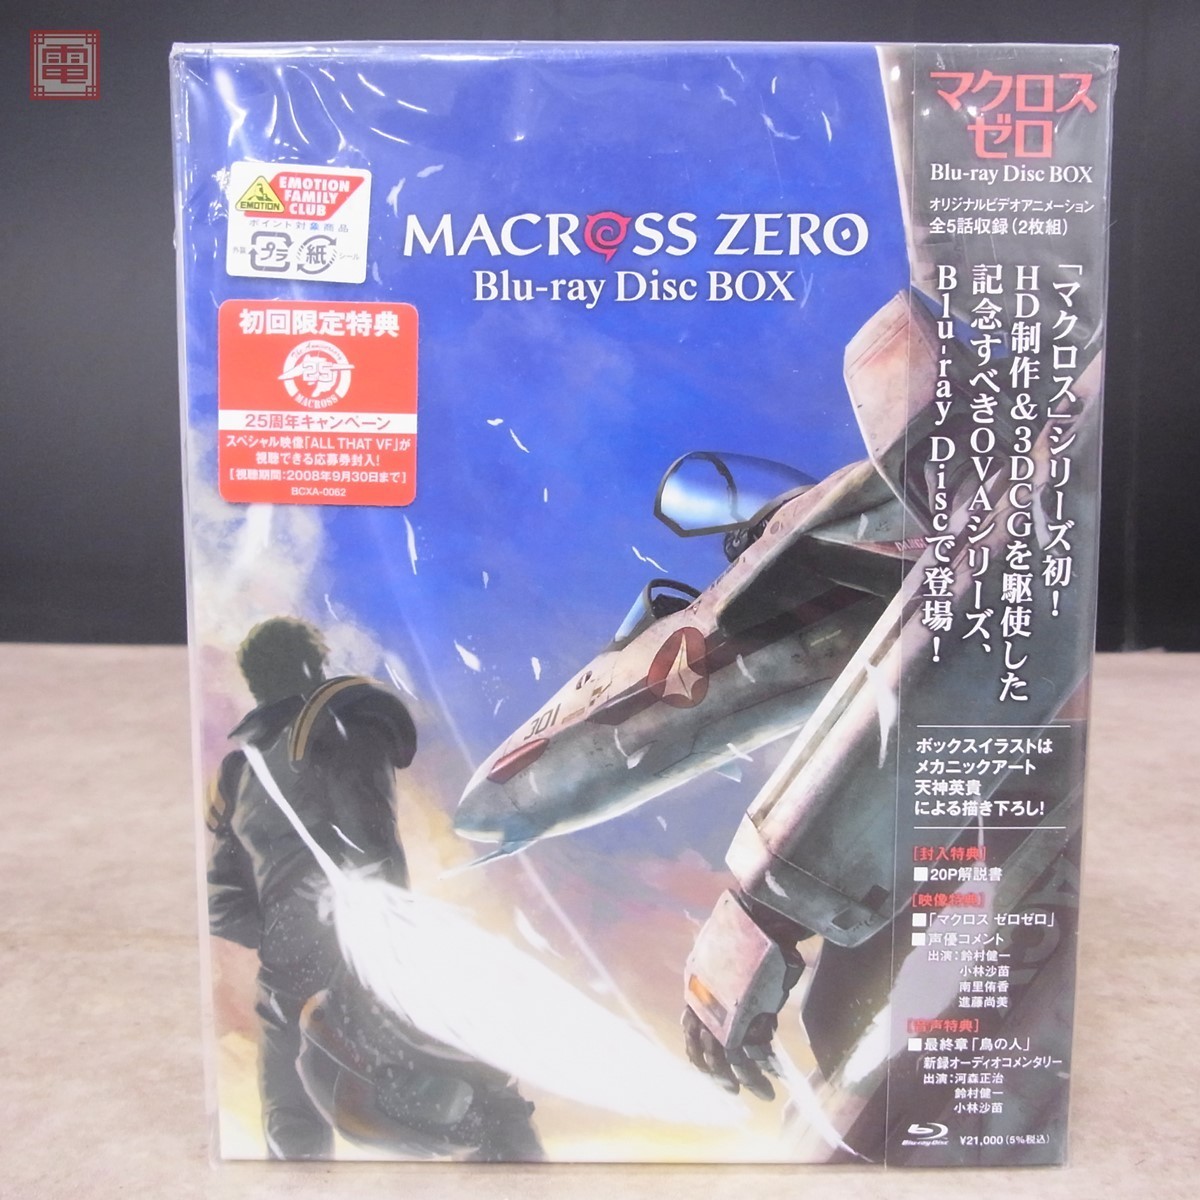 電
EMOTION
FAMILY
CLUB
EMOTION
ポイント対象商品
外装
プラ
紙
シール
初回限定特典
The Anniversary
25
MACROSS
25周年キャンペーン
スペシャル映像「ALL THAT VF」が
視聴できる応募券封入!
[視聴期間:2008年9月30日まで]
BCXA-0062
MACROSS ZERO
Blu-ray Disc BOX
301
マクロス
ゼロ
Blu-ray Disc BOX
オリジナルビデオアニメーション
全5話収録(2枚組)
「マクロス」シリーズ初!
HD制作&3DCGを駆使した
記念すべきOVAシリーズ、
Blu-ray Discで登場!
ボックスイラストは
メカニックアート
天神英貴
による描き下ろし!
[封入特典]
■20P解説書
[映像特典]
■「マクロス ゼロゼロ」
■声優コメント
出演:鈴村健一
小林沙苗
南里侑香
進藤尚美
[音声特典]
■最終章「鳥の人」
新録オーディオコメンタリー
出演:河森正治
鈴村健一
小林沙苗
Blu-ray Disc
¥21,000(5%税込)